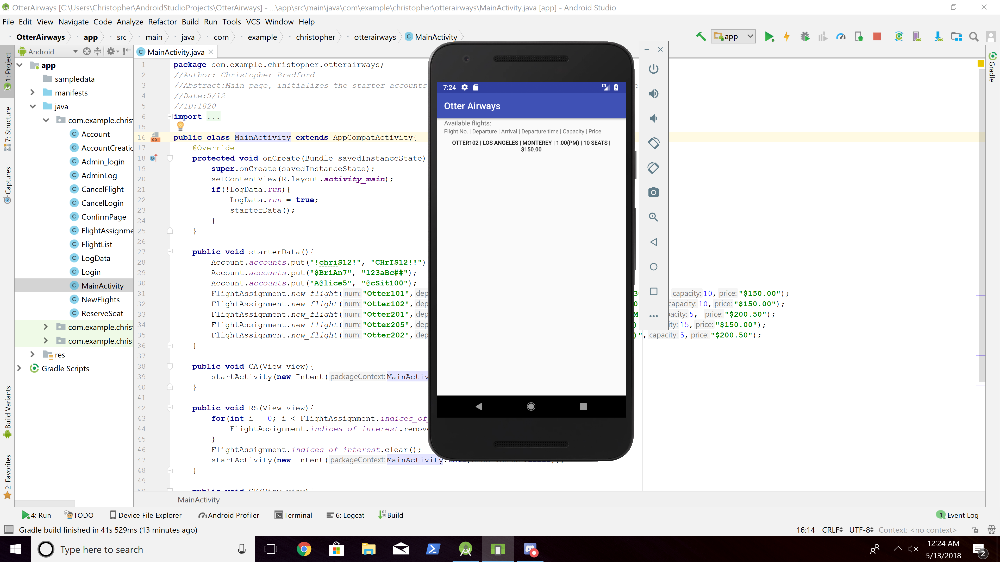 OtterAirways [C:\Users\Christopher\AndroidStudioProjects\OtterAirways] - ...\app\src\main\java\com\example\christopher\otterairways\MainActivity.java [app] - Android Studio
File Edit View Navigate Code Analyze Refactor Build Run Tools VCS Window Help
OtterAirways app src main java com example christopher otterairways MainActivity
app
Android
MainActivity.java
1: Project
7: Structure
Captures
Build Variants
2: Favorites
Gradle
app
sampledata
manifests
java
com.example.christ
Account
AccountCreatic
Admin_login
AdminLog
CancelFlight
CancelLogin
ConfirmPage
FlightAssignme
FlightList
LogData
Login
MainActivity
NewFlights
ReserveSeat
com.example.christ
com.example.christ
res
Gradle Scripts
1 package com.example.christopher.otterairways;
2 //Author: Christopher Bradford
3 //Abstract:Main page, initializes the starter accounts n
4 //Date:5/12
5 //ID:1820
6 import ...
15
16 public class MainActivity extends AppCompatActivity{
17 @Override
18 protected void onCreate(Bundle savedInstanceState)
19 super.onCreate(savedInstanceState);
20 setContentView(R.layout.activity_main);
21 if(!LogData.run){
22 LogData.run = true;
23 starterData();
24 }
25 }
26
27 public void starterData(){
28 Account.accounts.put("!chriS12!", "CHrIS12!!")
29 Account.accounts.put("$BriAn7", "123aBc##");
30 Account.accounts.put("A@lice5", "@cSit100");
31 FlightAssignment.new_flight( num: "Otter101", dep 3 capacity: 10, price: "$150.00");
32 FlightAssignment.new_flight( num: "Otter102", dep 0 capacity: 10, price: "$150.00");
33 FlightAssignment.new_flight( num: "Otter201", dep M pacity: 5, price: "$200.50");
34 FlightAssignment.new_flight( num: "Otter205", dep ) ity: 15, price: "$150.00");
35 FlightAssignment.new_flight( num: "Otter202", dep )", capacity: 5, price: "$200.50");
36 }
37
38 public void CA(View view){
39 startActivity(new Intent( packageContext: MainActiv
40 }
41
42 public void RS(View view){
43 for(int i = 0; i < FlightAssignment.indices_of_
44 FlightAssignment.indices_of_interest.remov
45 }
46 FlightAssignment.indices_of_interest.clear();
47 startActivity(new Intent( packageContext: MainActivity.this,ReserveSeat.class));
48 }
49
50 public void CF(View view){
MainActivity
7:24 LTE
Otter Airways
Available flights:
Flight No. | Departure | Arrival | Departure time | Capacity | Price
OTTER102 | LOS ANGELES | MONTEREY | 1:00(PM) | 10 SEATS |
$150.00
4: Run TODO Device File Explorer Android Profiler Terminal 6: Logcat Build 1 Event Log
Gradle build finished in 41s 529ms (13 minutes ago) 16:14 CRLF UTF-8 Context: <no context>
Type here to search
12:24 AM
5/13/2018
2